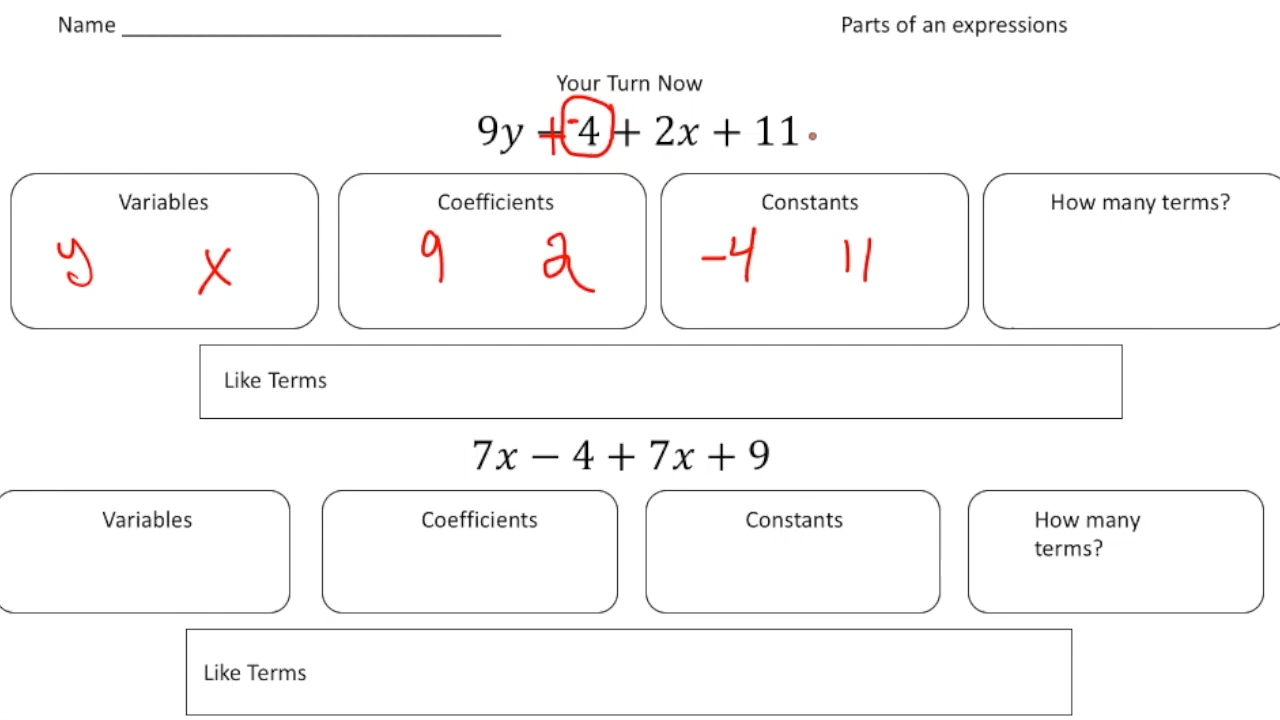 Name ______________________________ Parts of an expressions
Your Turn Now
9y + -4 + 2x + 11
Variables Coefficients Constants How many terms?
y x 9 2 -4 11
Like Terms
7x − 4 + 7x + 9
Variables Coefficients Constants How many
terms?
Like Terms